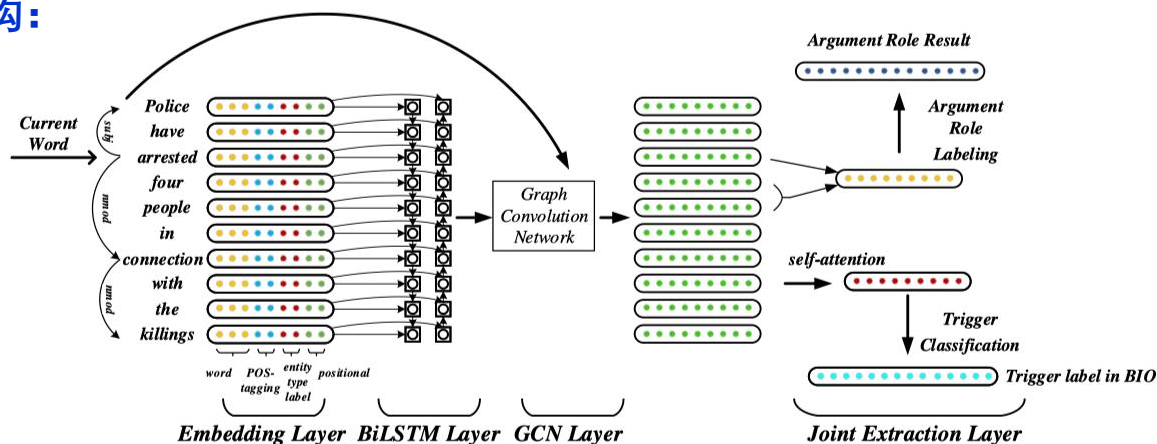 构:
Argument Role Result
Current
Word
Police
have
arrested
four
people
in
connection
with
the
killings
nsubj
nmod
nmod
word
POS-
tagging
entity
type
label
positional
Graph
Convolution
Network
Argument
Role
Labeling
self-attention
Trigger
Classification
Trigger label in BIO
Embedding Layer
BiLSTM Layer
GCN Layer
Joint Extraction Layer